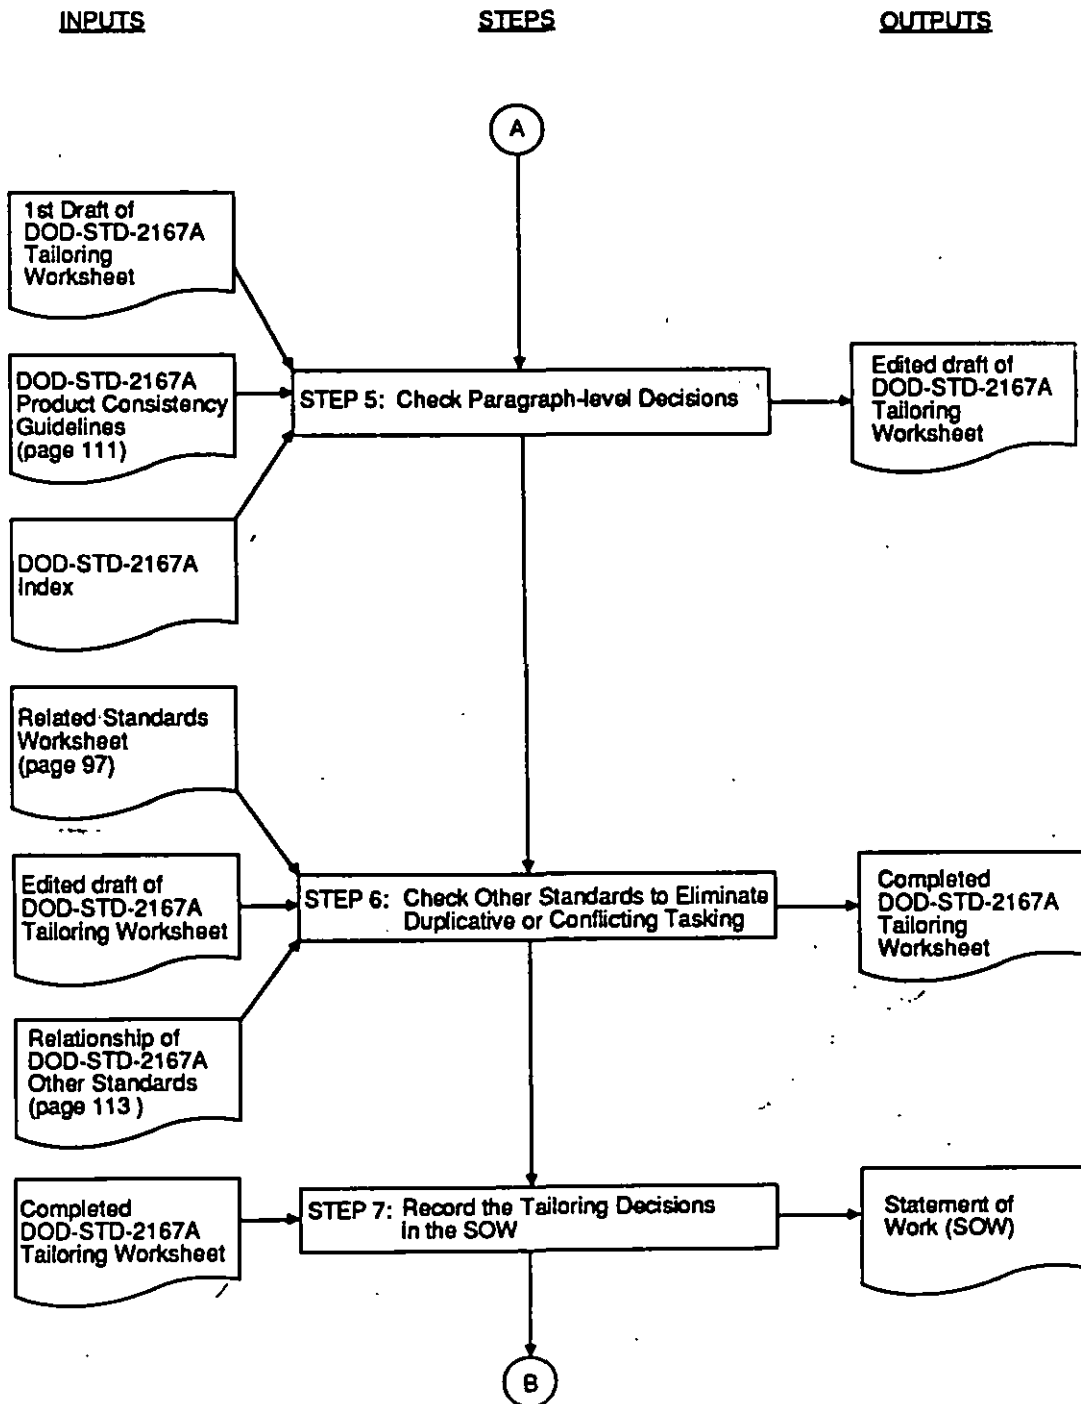 INPUTS
STEPS
OUTPUTS
A
1st Draft of
DOD-STD-2167A
Tailoring
Worksheet
DOD-STD-2167A
Product Consistency
Guidelines
(page 111)
DOD-STD-2167A
Index
STEP 5: Check Paragraph-level Decisions
Edited draft of
DOD-STD-2167A
Tailoring
Worksheet
Related Standards
Worksheet
(page 97)
Edited draft of
DOD-STD-2167A
Tailoring Worksheet
Relationship of
DOD-STD-2167A
Other Standards
(page 113 )
STEP 6: Check Other Standards to Eliminate
Duplicative or Conflicting Tasking
Completed
DOD-STD-2167A
Tailoring
Worksheet
Completed
DOD-STD-2167A
Tailoring Worksheet
STEP 7: Record the Tailoring Decisions
in the SOW
Statement of
Work (SOW)
B